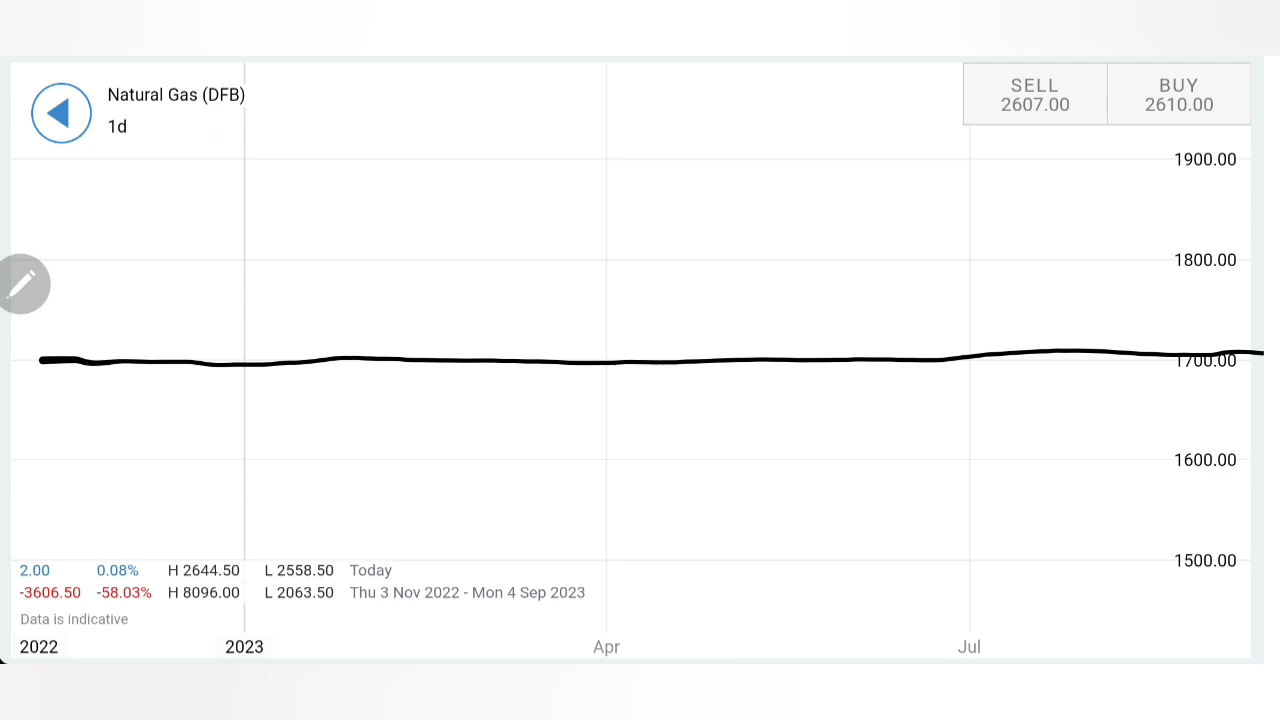 Natural Gas (DFB)
1d
SELL
2607.00
BUY
2610.00
1900.00
1800.00
1700.00
1600.00
1500.00
2.00 0.08% H 2644.50 L 2558.50 Today
-3606.50 -58.03% H 8096.00 L 2063.50 Thu 3 Nov 2022 - Mon 4 Sep 2023
Data is indicative
2022 2023 Apr Jul